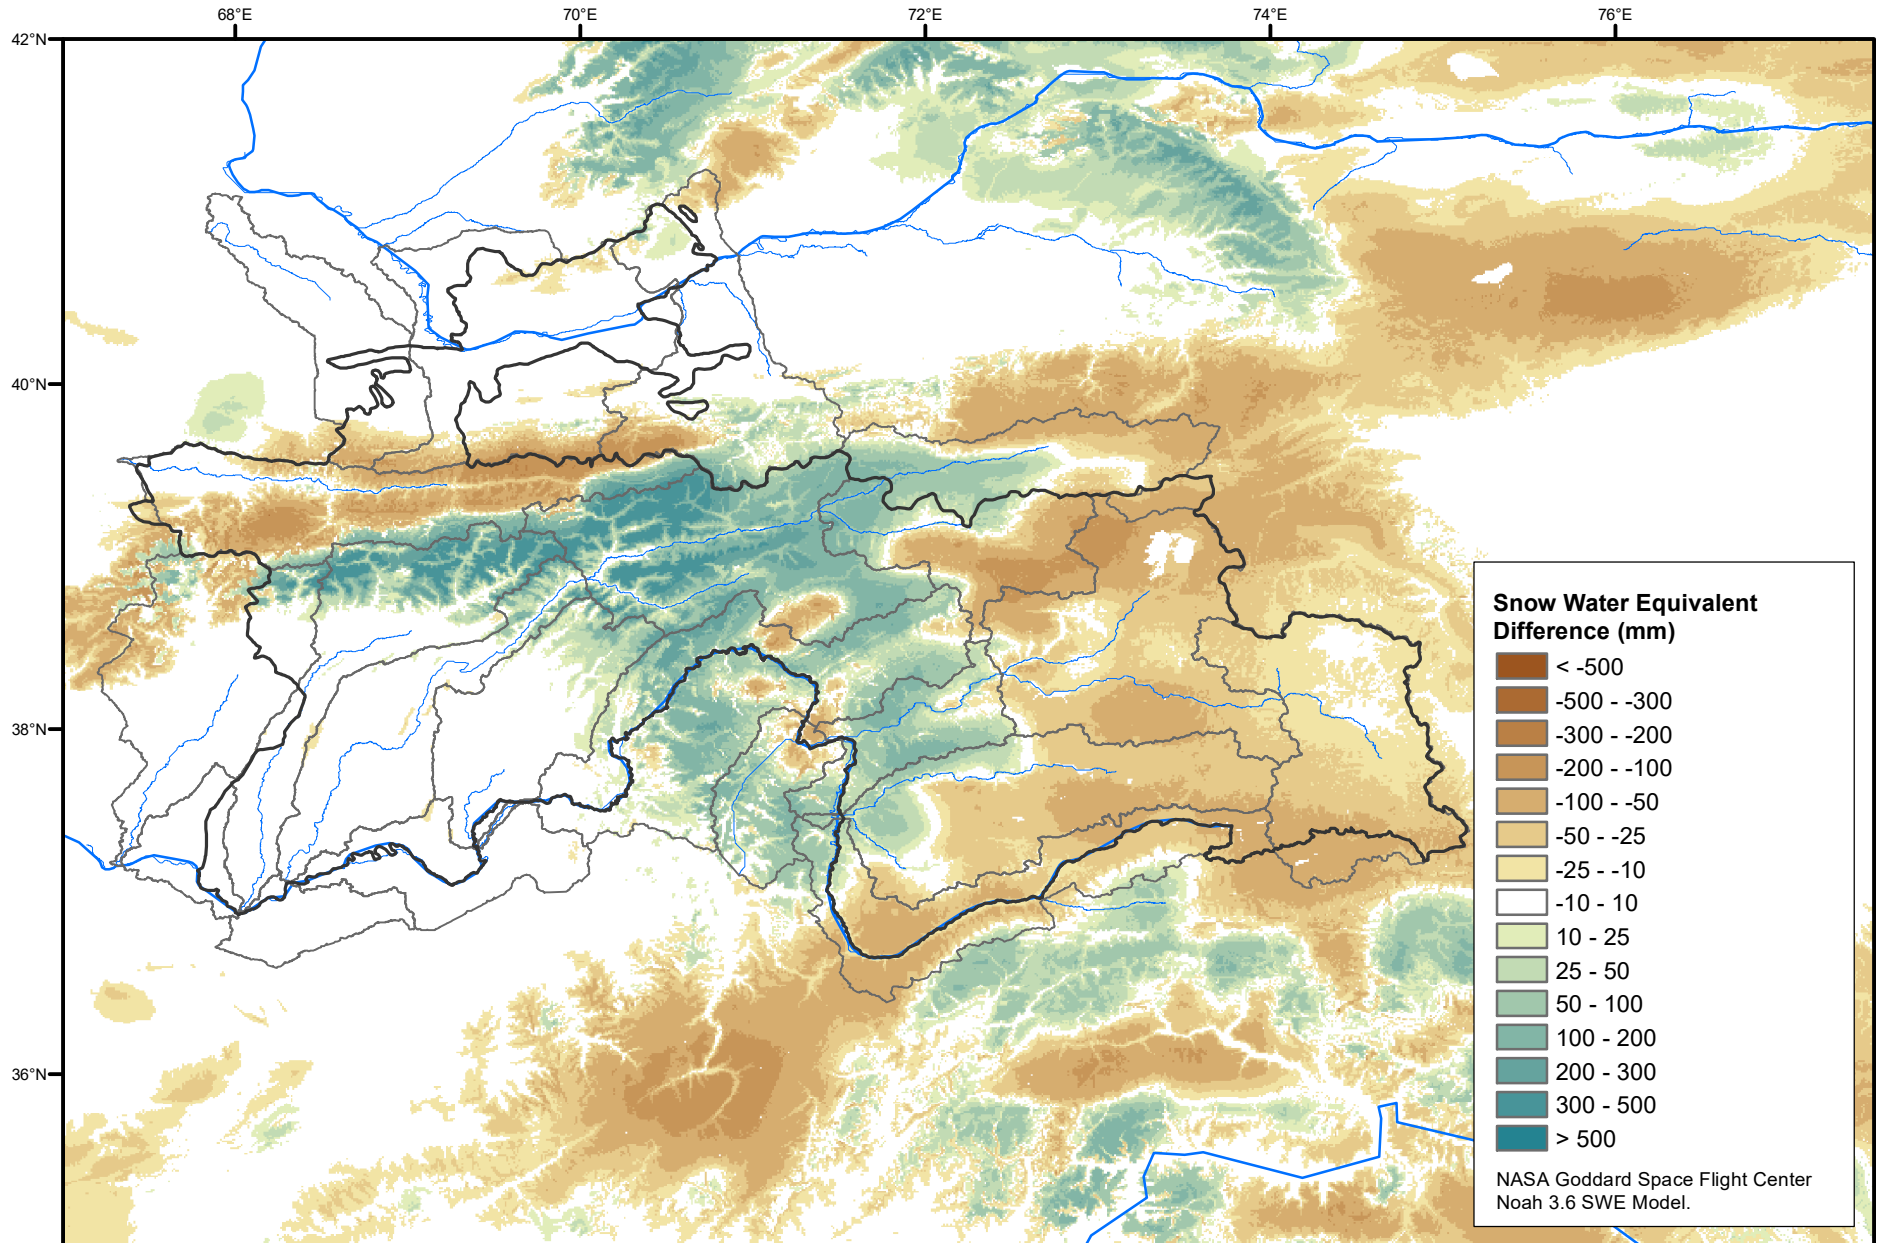 68°E
70°E
72°E
74°E
76°E
42°N
40°N
38°N
36°N
Snow Water Equivalent
Difference (mm)
< -500
-500 - -300
-300 - -200
-200 - -100
-100 - -50
-50 - -25
-25 - -10
-10 - 10
10 - 25
25 - 50
50 - 100
100 - 200
200 - 300
300 - 500
> 500
NASA Goddard Space Flight Center
Noah 3.6 SWE Model.